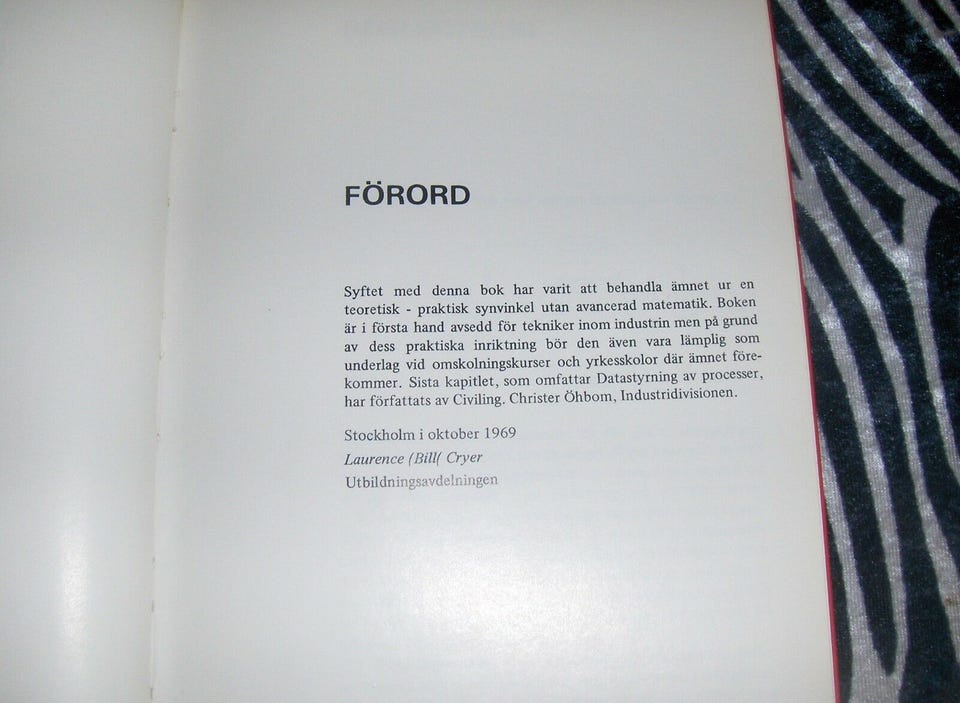 FÖRORD
Syftet med denna bok har varit att behandla ämnet ur en
teoretisk - praktisk synvinkel utan avancerad matematik. Boken
är i första hand avsedd för tekniker inom industrin men på grund
av dess praktiska inriktning bör den även vara lämplig som
underlag vid omskolningskurser och yrkesskolor där ämnet före-
kommer. Sista kapitlet, som omfattar Datastyrning av processer,
har författats av Civiling. Christer Öhbom, Industridivisionen.
Stockholm i oktober 1969
Laurence (Bill( Cryer
Utbildningsavdelningen